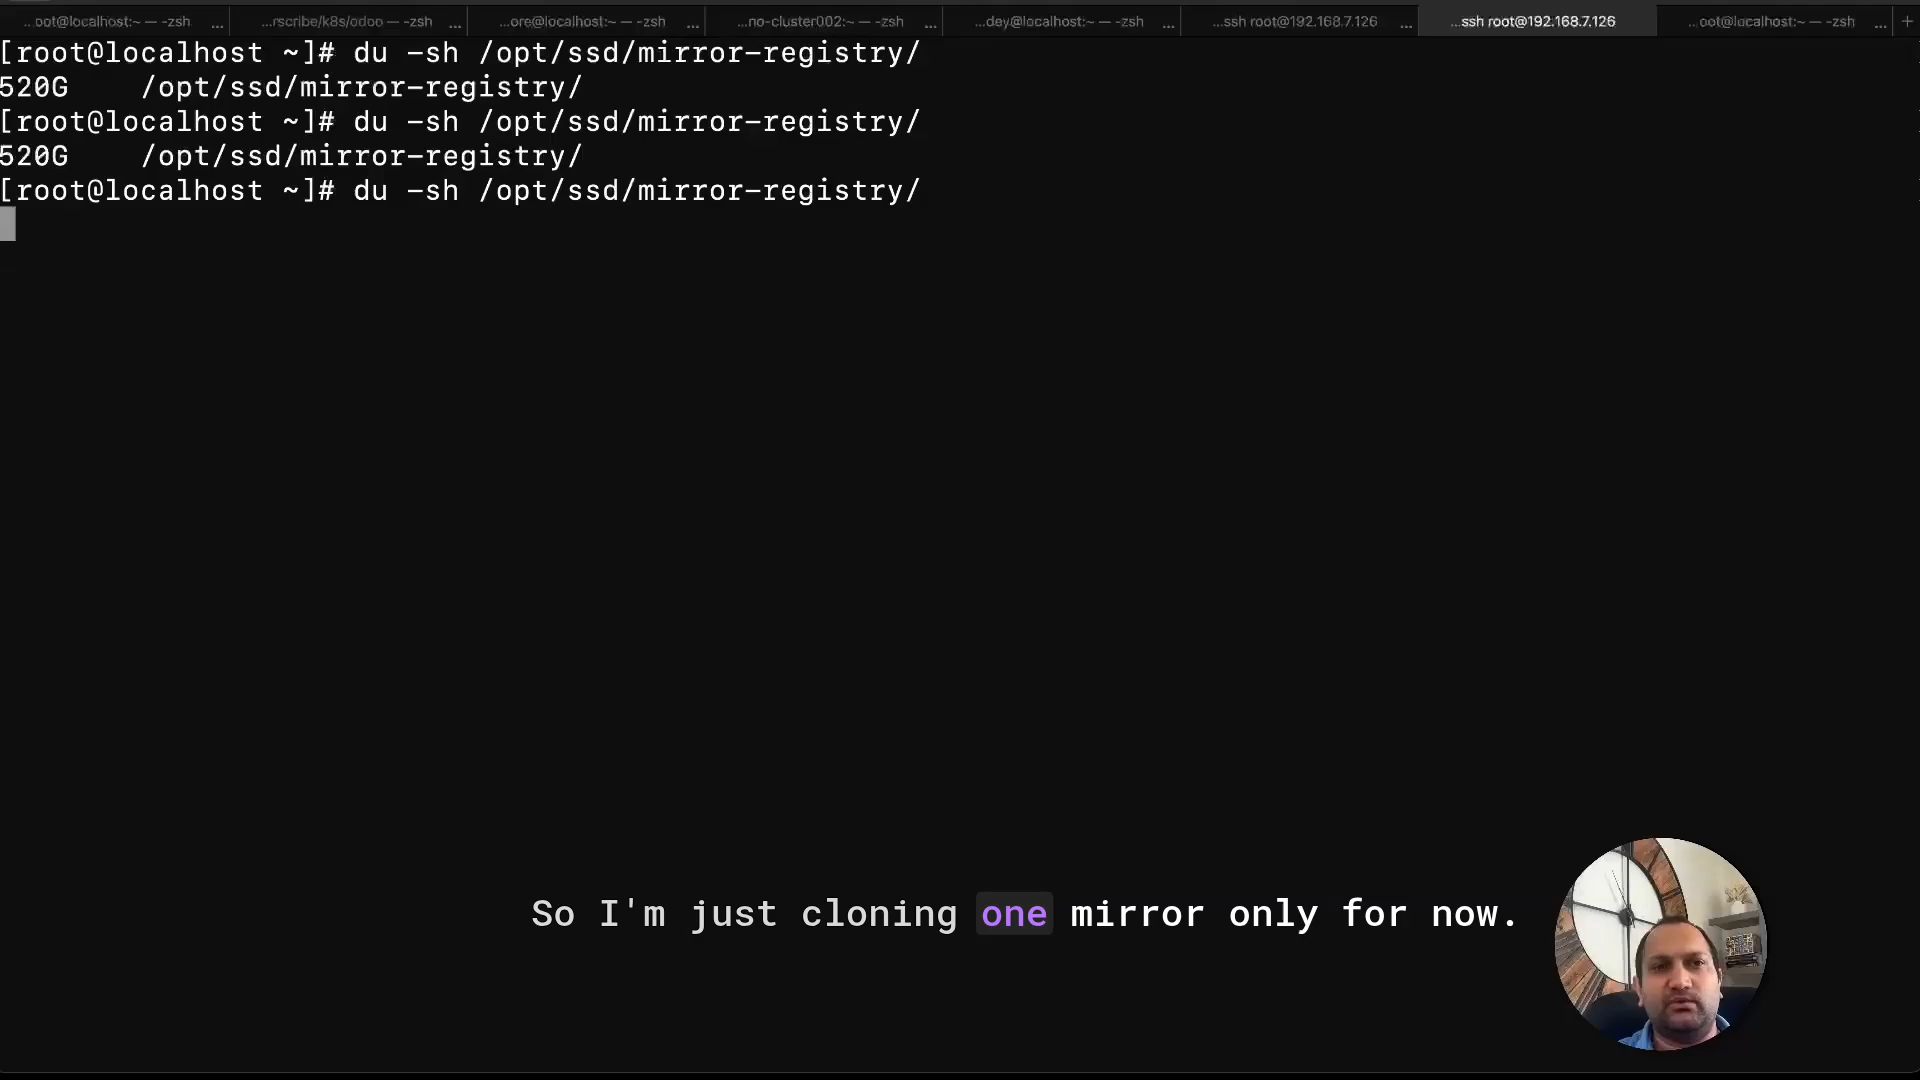 ...oot@localhost:~ — -zsh ... ...rscribe/k8s/odoo — -zsh ... ...ore@localhost:~ — -zsh ... ...no-cluster002:~ — -zsh ... ...dey@localhost:~ — -zsh ... ...ssh root@192.168.7.126 ... ...ssh root@192.168.7.126 ...oot@localhost:~ — -zsh ... +
[root@localhost ~]# du -sh /opt/ssd/mirror-registry/
520G /opt/ssd/mirror-registry/
[root@localhost ~]# du -sh /opt/ssd/mirror-registry/
520G /opt/ssd/mirror-registry/
[root@localhost ~]# du -sh /opt/ssd/mirror-registry/
So I'm just cloning one mirror only for now.